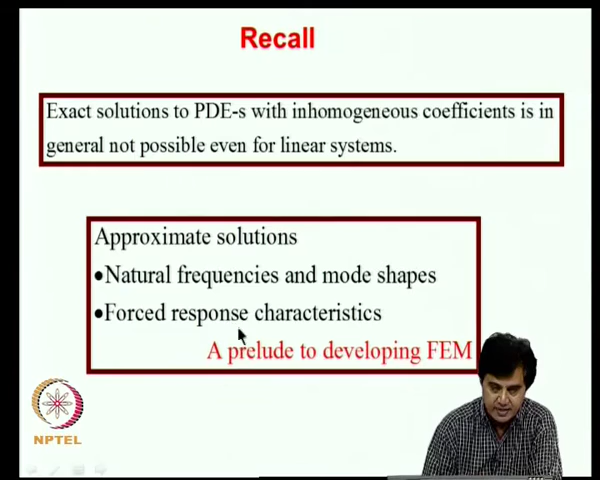 Recall
Exact solutions to PDE-s with inhomogeneous coefficients is in
general not possible even for linear systems.
Approximate solutions
•Natural frequencies and mode shapes
•Forced response characteristics
A prelude to developing FEM
NPTEL